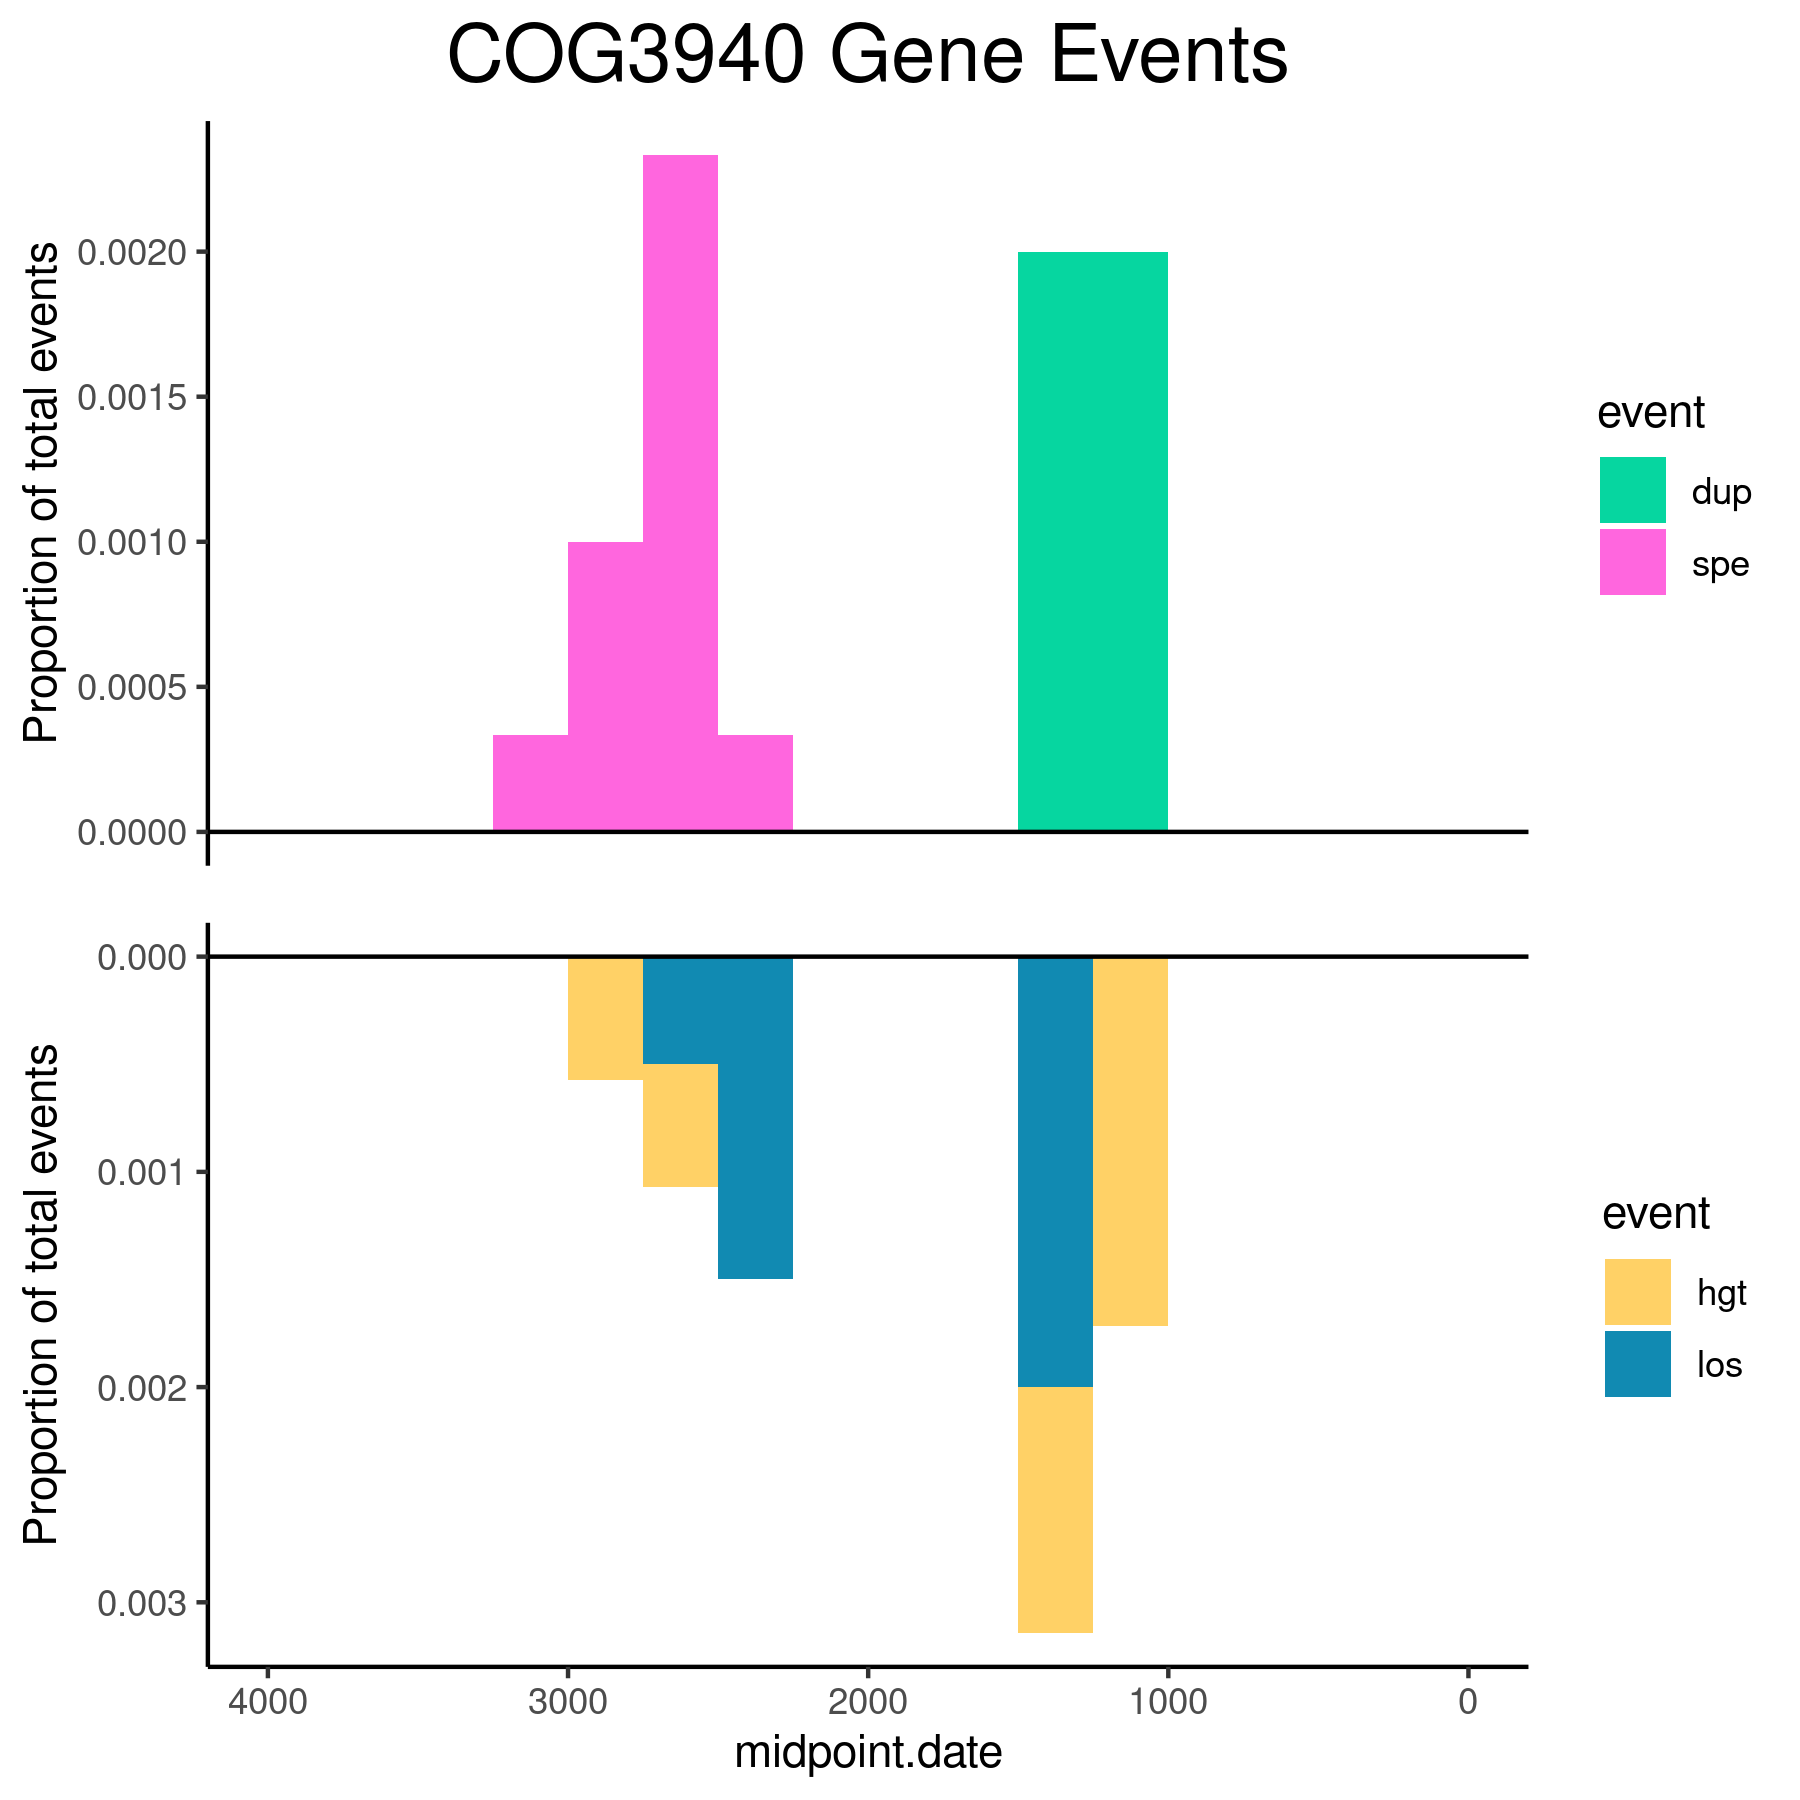 COG3940 Gene Events
Proportion of total events
0.0020
0.0015
0.0010
0.0005
0.0000
event
dup
spe
Proportion of total events
0.000
0.001
0.002
0.003
event
hgt
los
4000 3000 2000 1000 0
midpoint.date